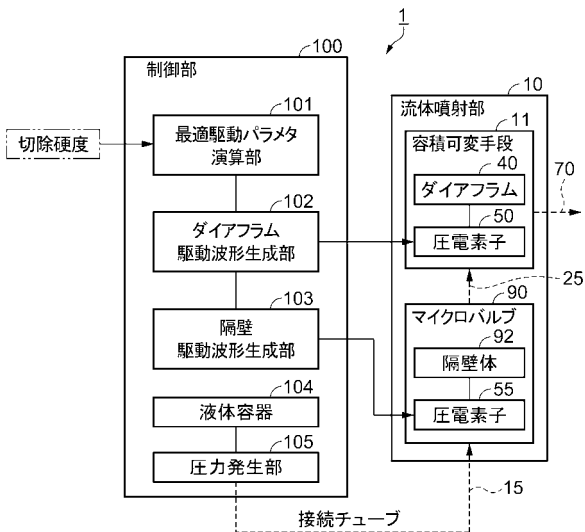 1
100
制御部
切除硬度
101
最適駆動パラメタ
演算部
102
ダイアフラム
駆動波形生成部
103
隔壁
駆動波形生成部
104
液体容器
105
圧力発生部
接続チューブ
10
流体噴射部
11
容積可変手段
40
ダイアフラム
50
圧電素子
70
25
90
マイクロバルブ
92
隔壁体
55
圧電素子
15